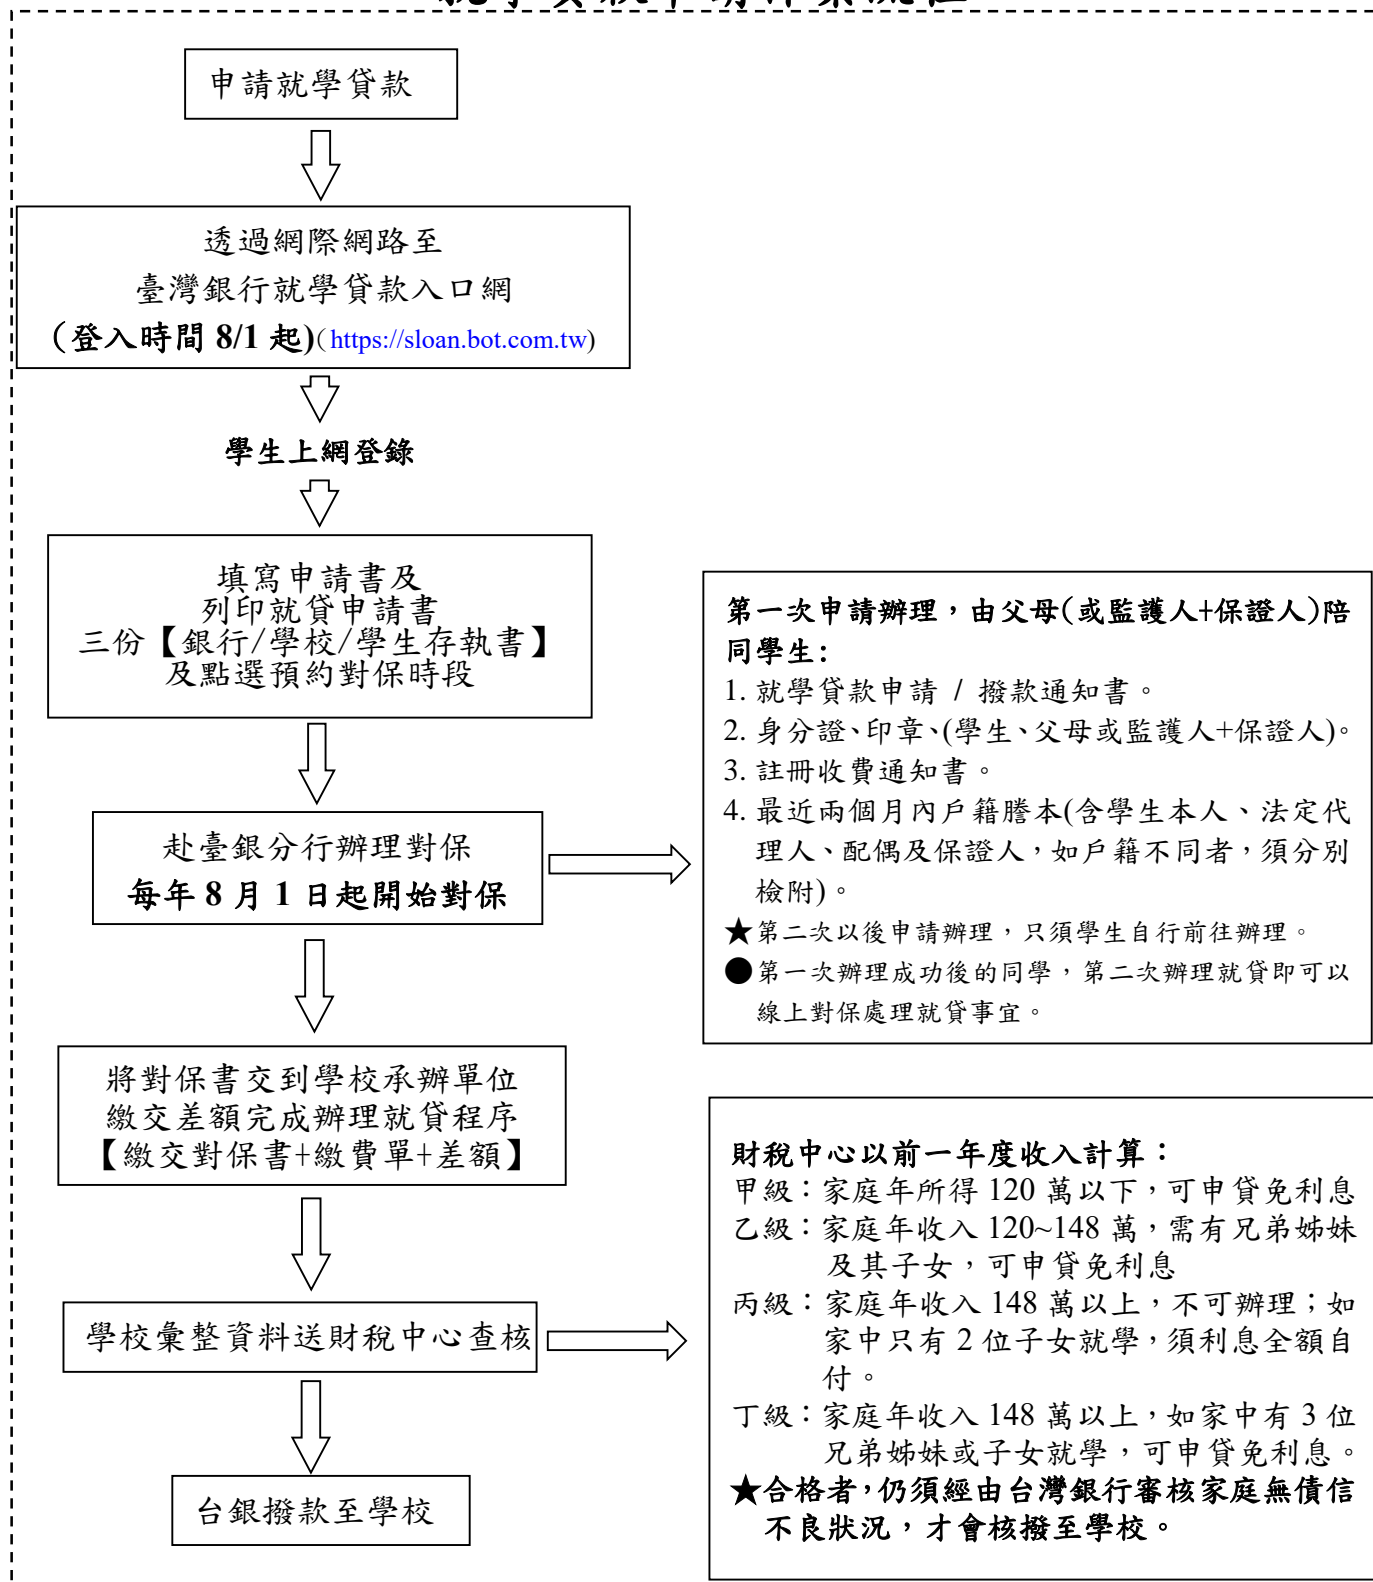 就學貸款申請作業流程
申請就學貸款
透過網際網路至
臺灣銀行就學貸款入口網
(登入時間 8/1 起)(https://sloan.bot.com.tw)
學生上網登錄
填寫申請書及
列印就貸申請書
三份【銀行/學校/學生存執書】
及點選預約對保時段
赴臺銀分行辦理對保
每年 8 月 1 日起開始對保
第一次申請辦理，由父母(或監護人+保證人)陪
同學生:
1. 就學貸款申請 / 撥款通知書。
2. 身分證、印章、(學生、父母或監護人+保證人)。
3. 註冊收費通知書。
4. 最近兩個月內戶籍謄本(含學生本人、法定代
理人、配偶及保證人，如戶籍不同者，須分別
檢附)。
★第二次以後申請辦理，只須學生自行前往辦理。
●第一次辦理成功後的同學，第二次辦理就貸即可以
線上對保處理就貸事宜。
將對保書交到學校承辦單位
繳交差額完成辦理就貸程序
【繳交對保書+繳費單+差額】
學校彙整資料送財稅中心查核
財稅中心以前一年度收入計算：
甲級：家庭年所得 120 萬以下，可申貸免利息
乙級：家庭年收入 120~148 萬，需有兄弟姊妹
及其子女，可申貸免利息
丙級：家庭年收入 148 萬以上，不可辦理；如
家中只有 2 位子女就學，須利息全額自
付。
丁級：家庭年收入 148 萬以上，如家中有 3 位
兄弟姊妹或子女就學，可申貸免利息。
★合格者，仍須經由台灣銀行審核家庭無債信
不良狀況，才會核撥至學校。
台銀撥款至學校